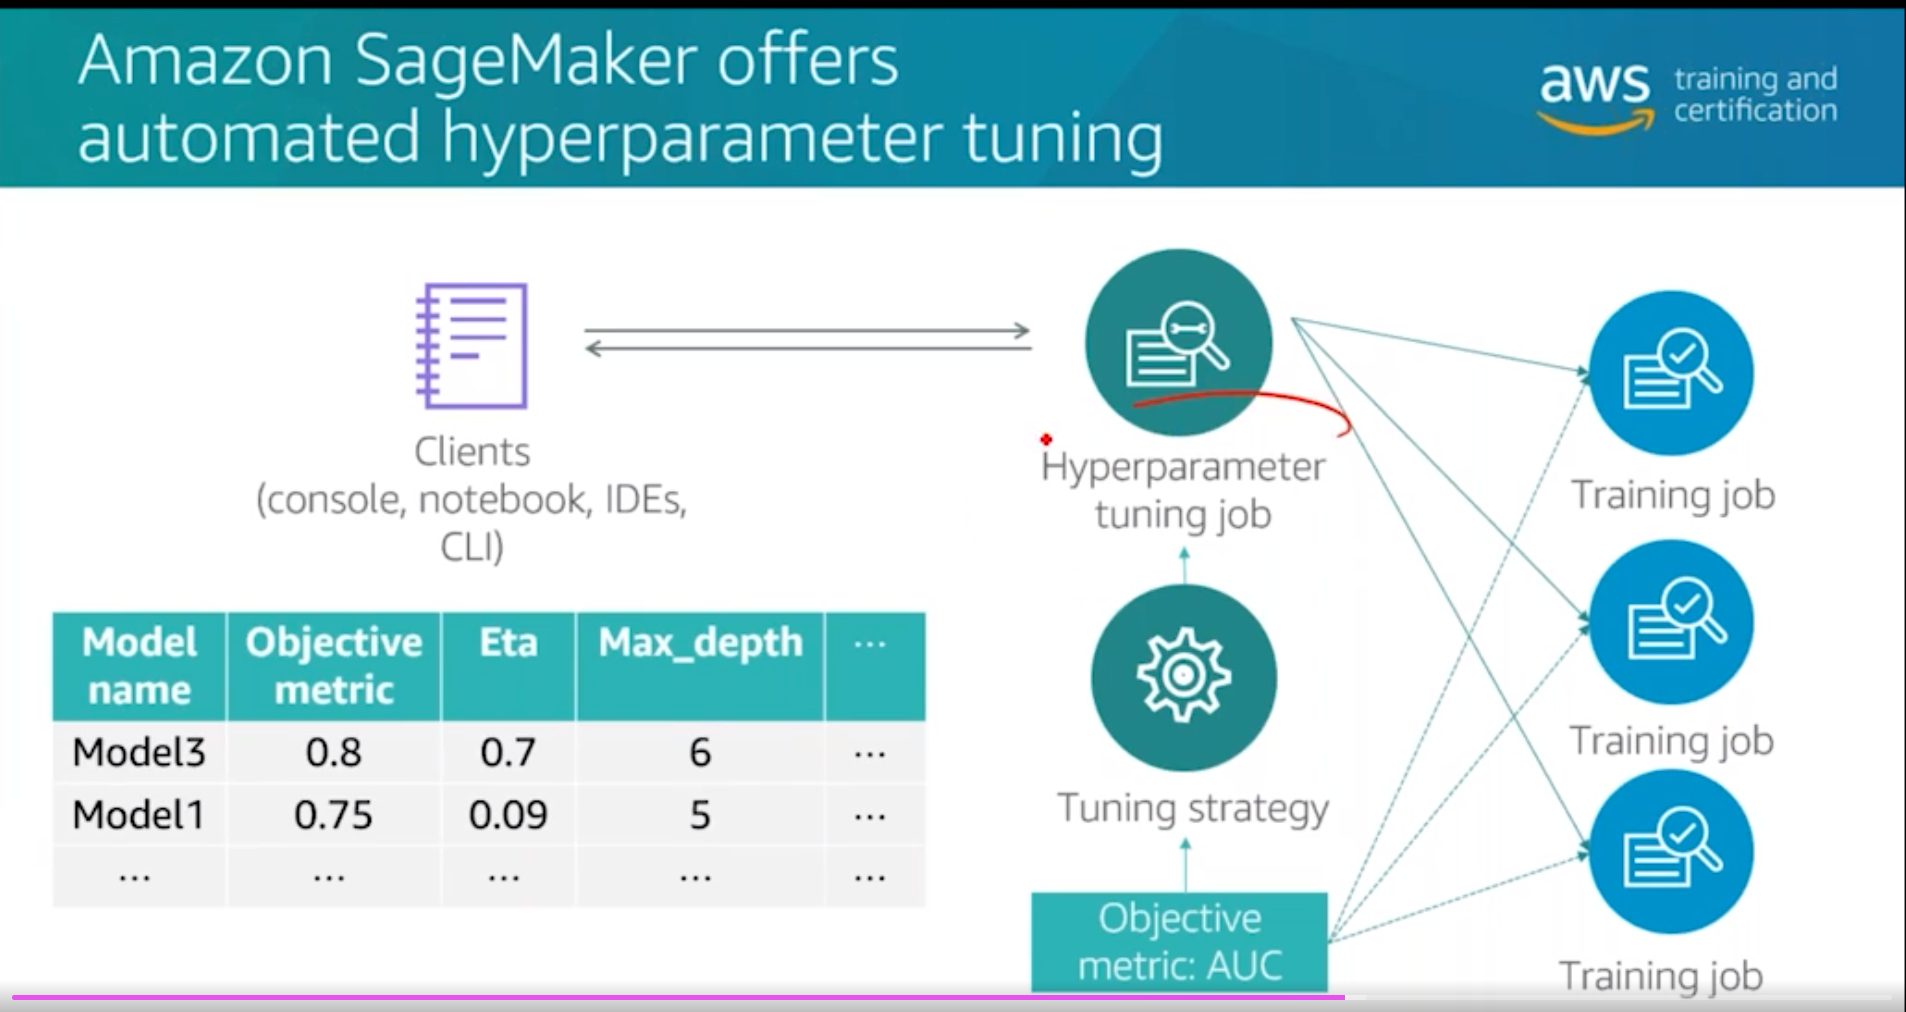 Amazon SageMaker offers
automated hyperparameter tuning
aws training and
certification
Clients
(console, notebook, IDEs,
CLI)
Hyperparameter
tuning job
Training job
Training job
Training job
Tuning strategy
Objective
metric: AUC
Model name Objective metric Eta Max_depth ...
Model3 0.8 0.7 6 ...
Model1 0.75 0.09 5 ...
... ... ... ... ...